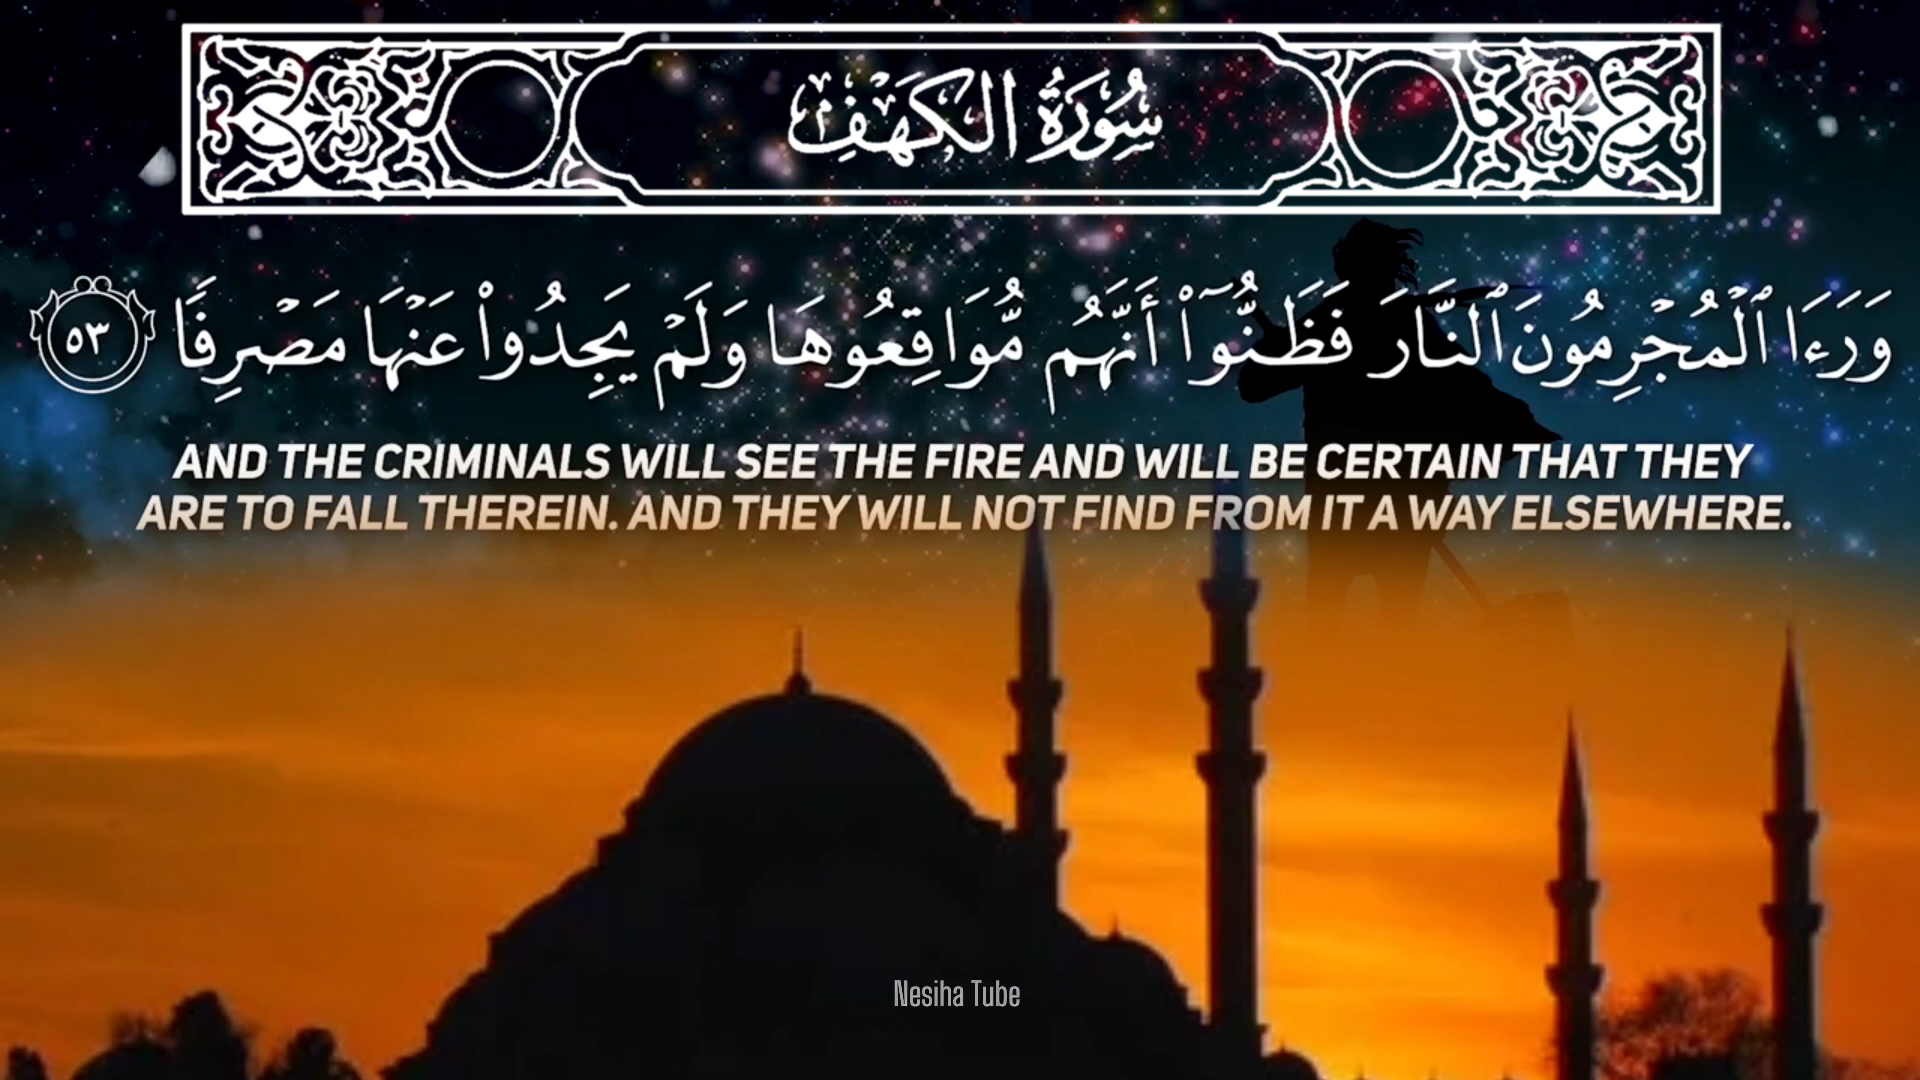 سُورَةُ الكَهْفِ
وَرَءَا ٱلْمُجْرِمُونَ ٱلنَّارَ فَظَنُّوٓا۟ أَنَّهُم مُّوَاقِعُوهَا وَلَمْ يَجِدُوا۟ عَنْهَا مَصْرِفًا ٥٣
AND THE CRIMINALS WILL SEE THE FIRE AND WILL BE CERTAIN THAT THEY
ARE TO FALL THEREIN. AND THEY WILL NOT FIND FROM IT A WAY ELSEWHERE.
Nesiha Tube